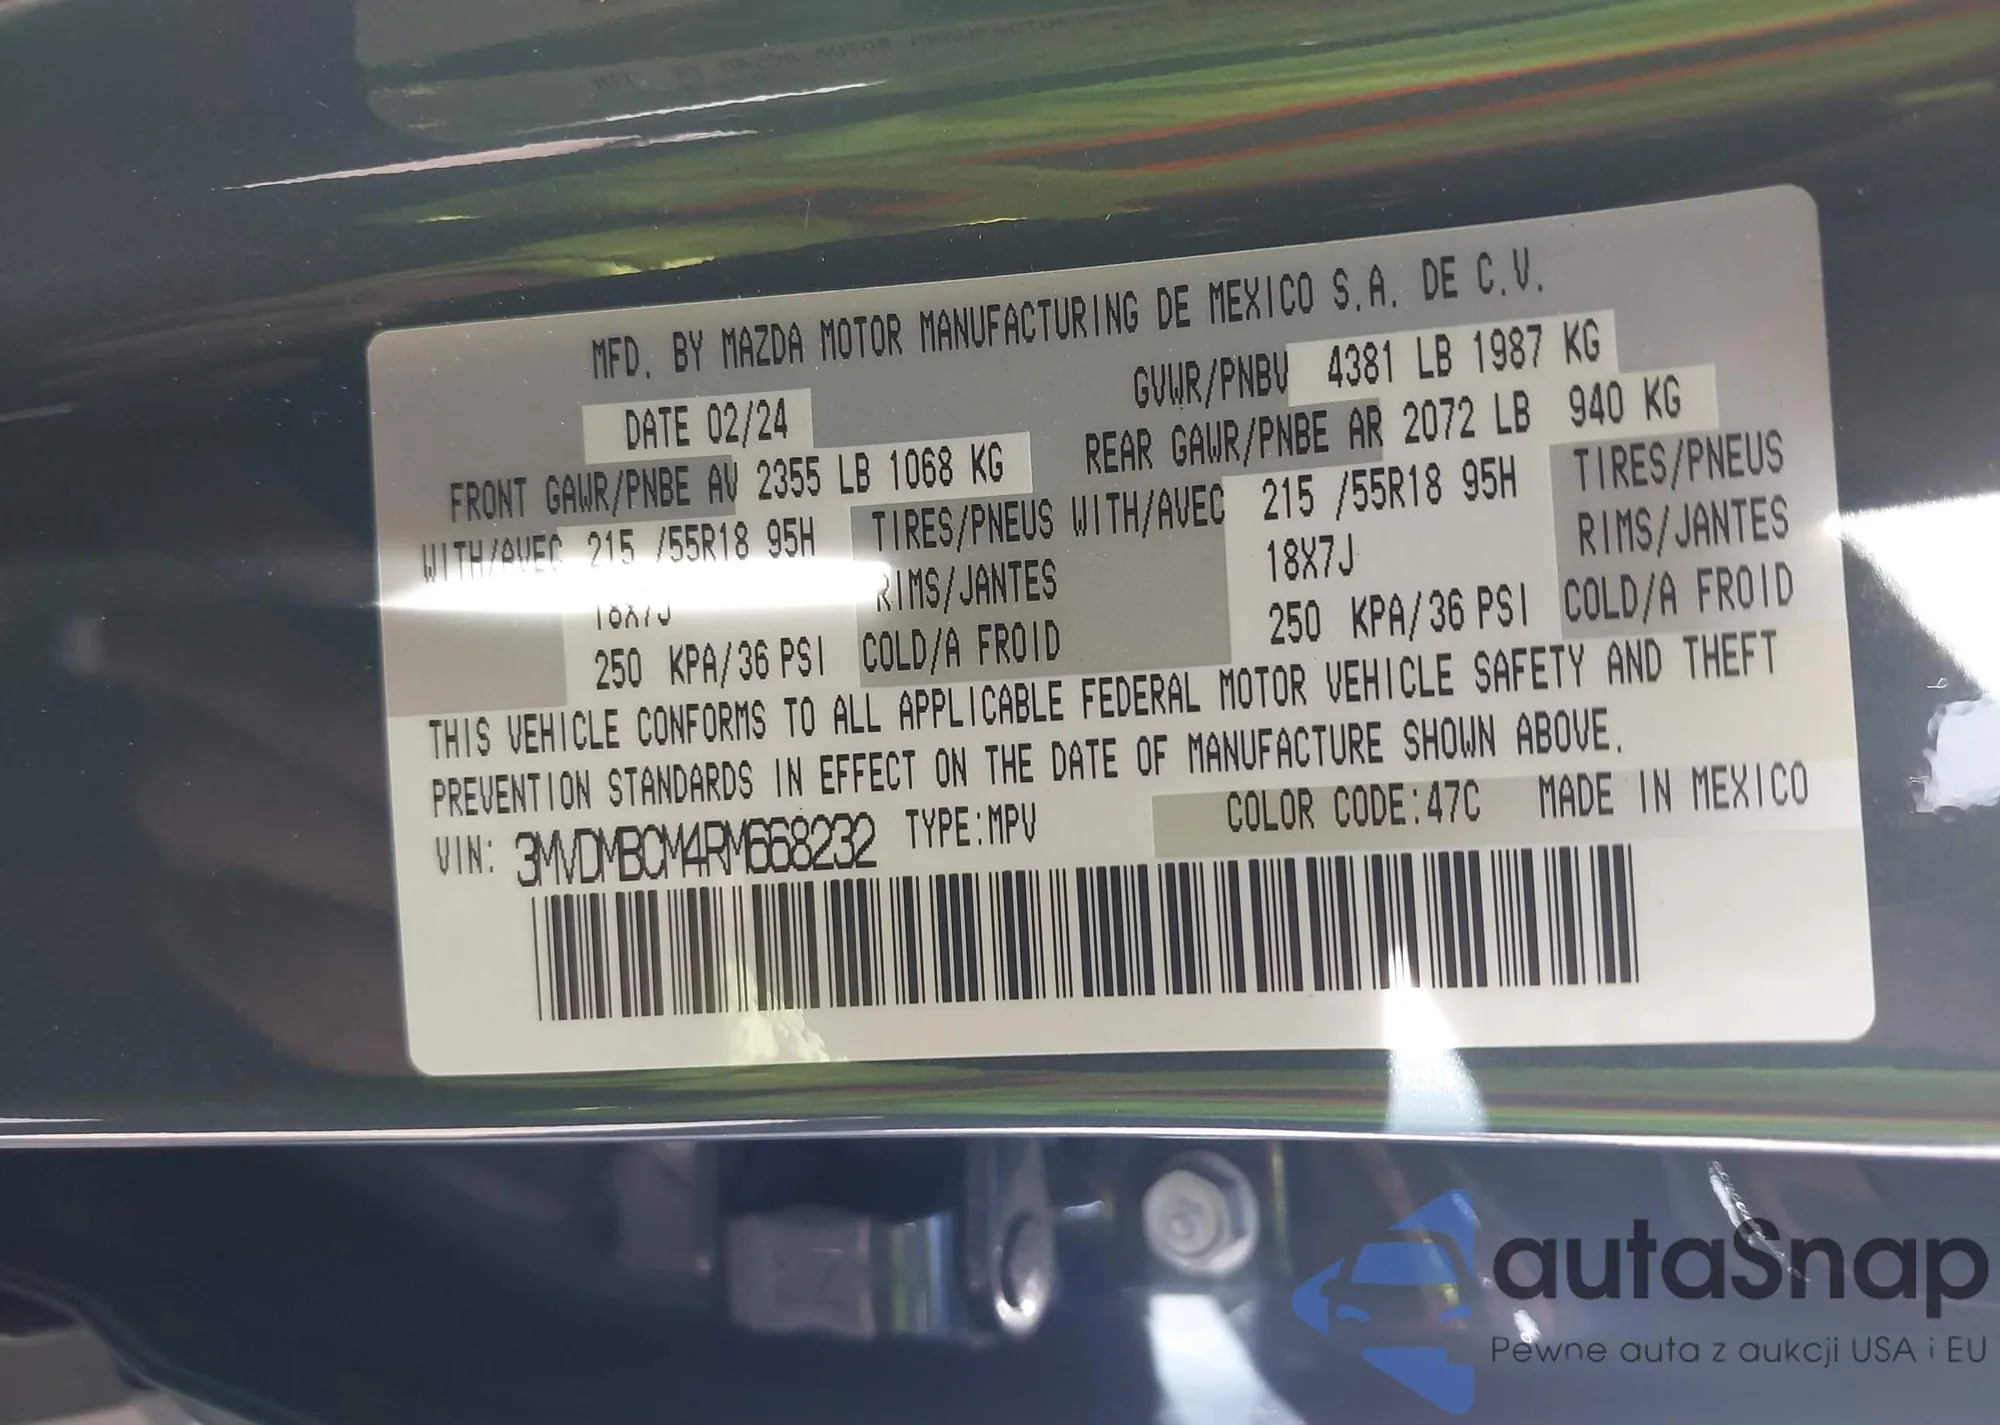 MFD. BY MAZDA MOTOR MANUFACTURING DE MEXICO S.A. DE C.V.
DATE 02/24 GVWR/PNBV 4381 LB 1987 KG
FRONT GAWR/PNBE AV 2355 LB 1068 KG REAR GAWR/PNBE AR 2072 LB 940 KG
WITH/AVEC 215 /55R18 95H TIRES/PNEUS WITH/AVEC 215 /55R18 95H TIRES/PNEUS
18X7J RIMS/JANTES 18X7J RIMS/JANTES
250 KPA/36 PSI COLD/A FROID 250 KPA/36 PSI COLD/A FROID
THIS VEHICLE CONFORMS TO ALL APPLICABLE FEDERAL MOTOR VEHICLE SAFETY AND THEFT
PREVENTION STANDARDS IN EFFECT ON THE DATE OF MANUFACTURE SHOWN ABOVE.
VIN: 3MVDMBCM4RM668232 TYPE:MPV COLOR CODE:47C MADE IN MEXICO
autaSnap
Pewne auta z aukcji USA i EU